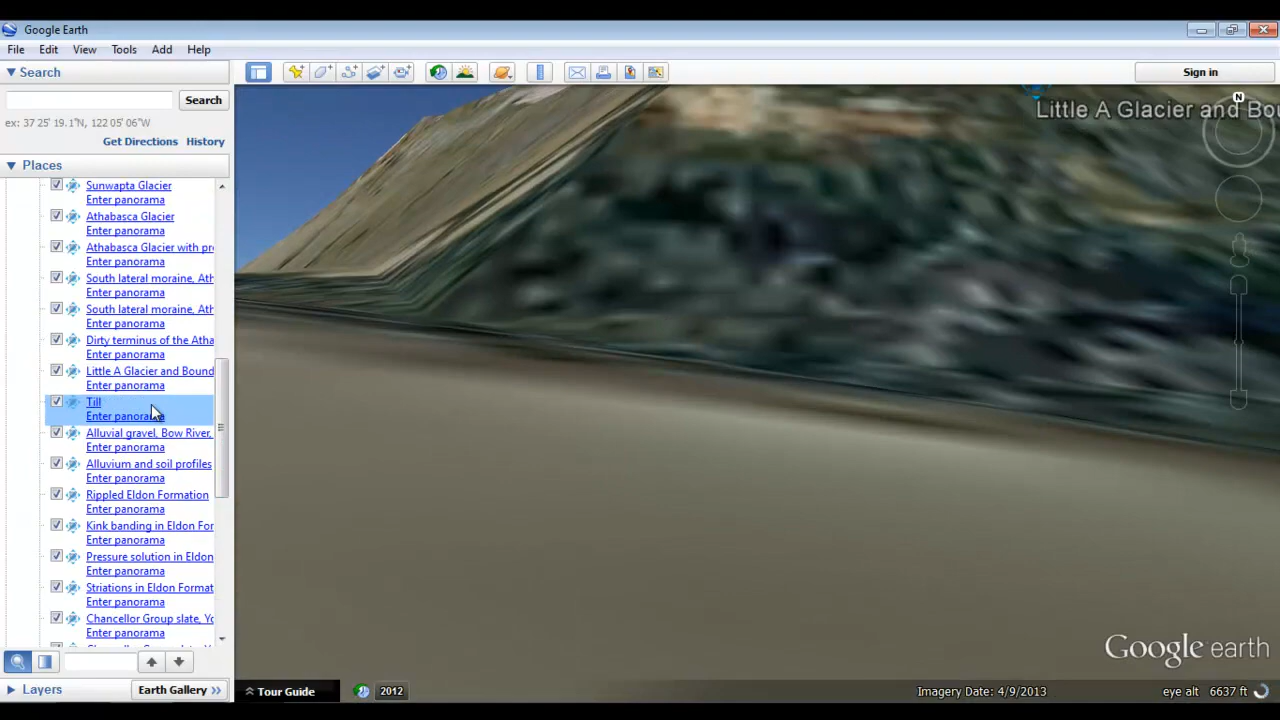 Google Earth
File Edit View Tools Add Help
Search
Search
ex: 37 25' 19.1"N, 122 05' 06"W
Get Directions History
Places
Sunwapta Glacier
Enter panorama
Athabasca Glacier
Enter panorama
Athabasca Glacier with pr
Enter panorama
South lateral moraine, Ath
Enter panorama
South lateral moraine, Ath
Enter panorama
Dirty terminus of the Atha
Enter panorama
Little A Glacier and Bound
Enter panorama
Till
Enter panorama
Alluvial gravel, Bow River,
Enter panorama
Alluvium and soil profiles
Enter panorama
Rippled Eldon Formation
Enter panorama
Kink banding in Eldon For
Enter panorama
Pressure solution in Eldon
Enter panorama
Striations in Eldon Format
Enter panorama
Chancellor Group slate, Yo
Enter panorama
Layers
Earth Gallery >>
Sign in
Little A Glacier and Bou
N
Google earth
Tour Guide
2012
Imagery Date: 4/9/2013
eye alt 6637 ft